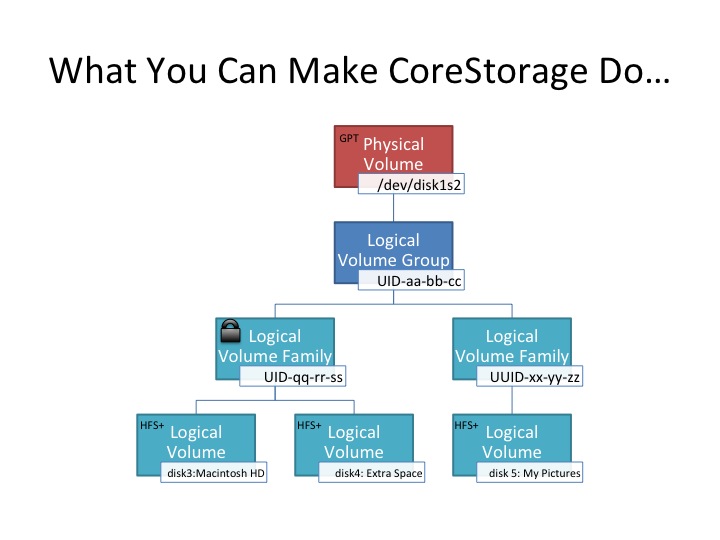 What You Can Make CoreStorage Do…
GPT
Physical
Volume
/dev/disk1s2
Logical
Volume Group
UID-aa-bb-cc
Logical
Volume Family
UID-qq-rr-ss
Logical
Volume Family
UUID-xx-yy-zz
HFS+
Logical
Volume
disk3:Macintosh HD
HFS+
Logical
Volume
disk4: Extra Space
HFS+
Logical
Volume
disk 5: My Pictures